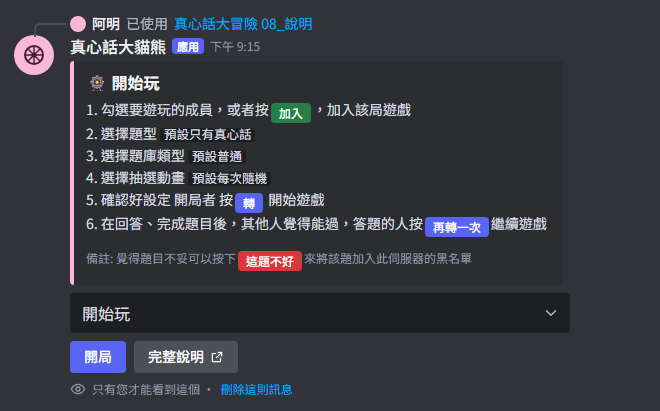 阿明 已使用 真心話大冒險 08_說明
真心話大貓熊 應用 下午 9:15
開始玩
1. 勾選要遊玩的成員，或者按 加入 ，加入該局遊戲
2. 選擇題型 預設只有真心話
3. 選擇題庫類型 預設普通
4. 選擇抽選動畫 預設每次隨機
5. 確認好設定 開局者 按 轉 開始遊戲
6. 在回答、完成題目後，其他人覺得能過，答題的人按 再轉一次 繼續遊戲
備註: 覺得題目不妥可以按下 這題不好 來將該題加入此伺服器的黑名單
開始玩
開局 完整說明
只有您才能看到這個 • 刪除這則訊息